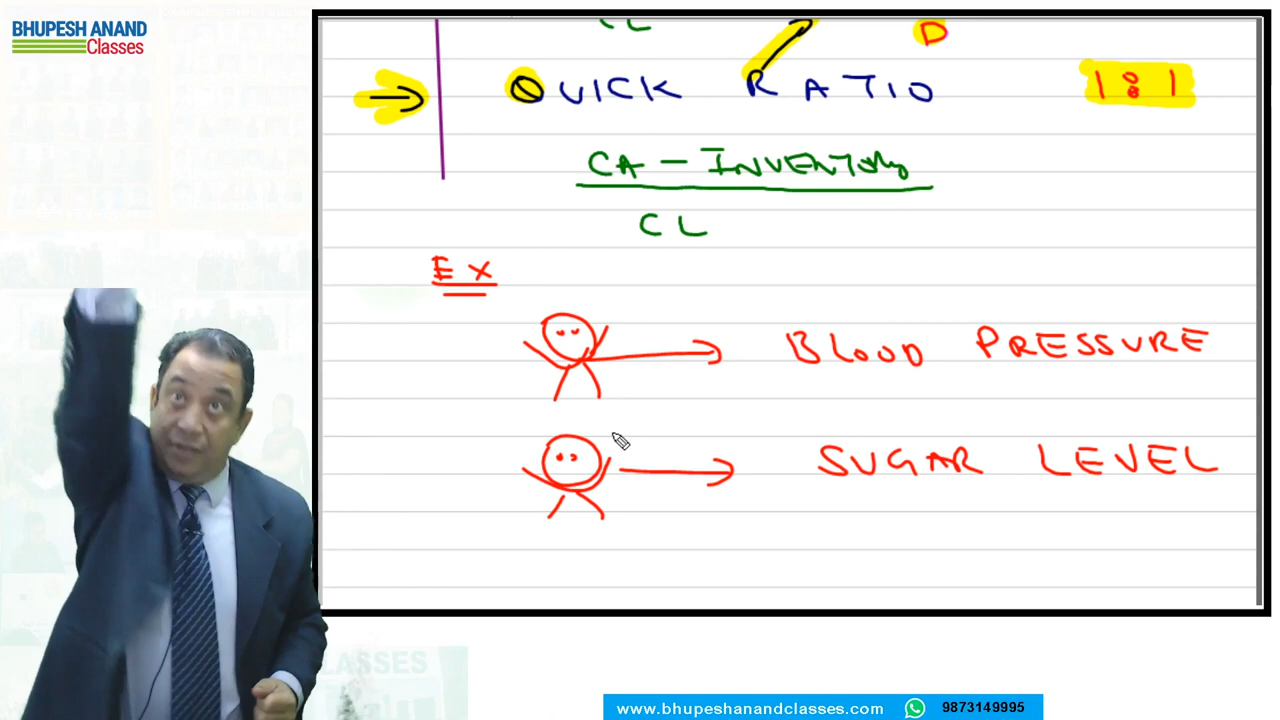 BHUPESH ANAND
Classes
CL
D
QUICK RATIO 1:1
CA - INVENTORY
CL
EX
BLOOD PRESSURE
SUGAR LEVEL
CLASSES
www.bhupeshanandclasses.com 9873149995